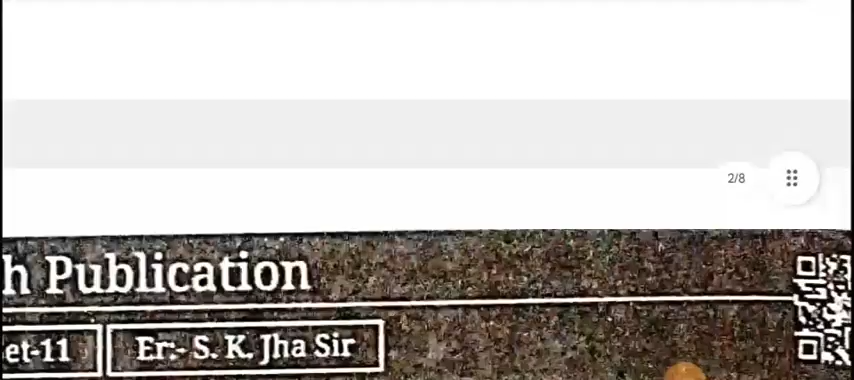 2/8
h Publication
et-11
Er:- S. K. Jha Sir